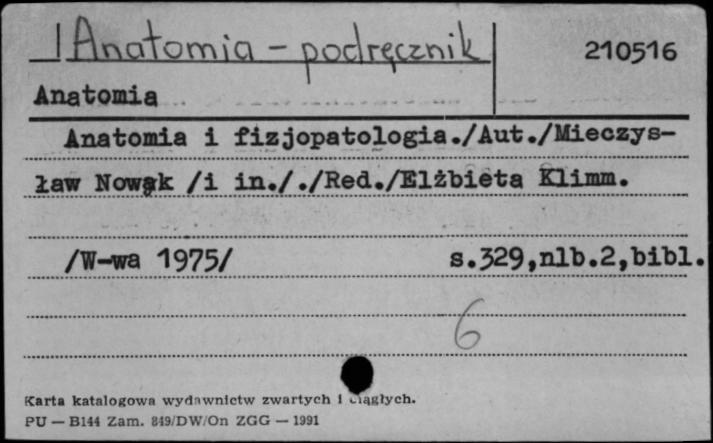 Anatomia - podręcznik
210516
Anatomia
Anatomia i fizjopatologia./Aut./Mieczys-
ław Nowak /i in././Red./Elżbieta Klimm.
/W-wa 1975/ s.329,nlb.2,bibl.
6
Karta katalogowa wydawnictw zwartych i ciągłych.
PU — B144 Zam. 849/DW/On ZGG — 1991